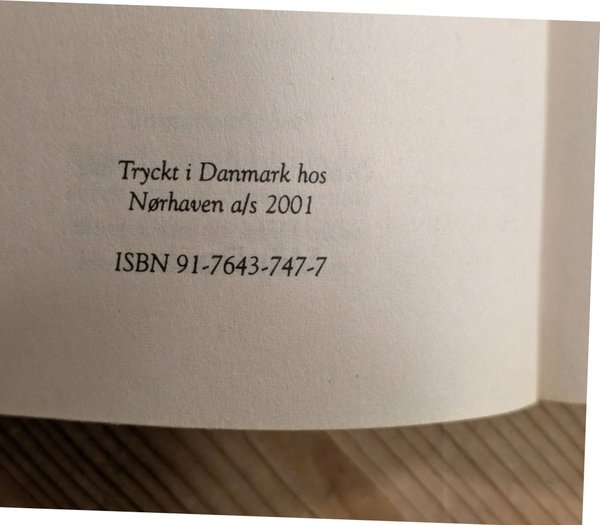 Tryckt i Danmark hos
Nørhaven a/s 2001
ISBN 91-7643-747-7